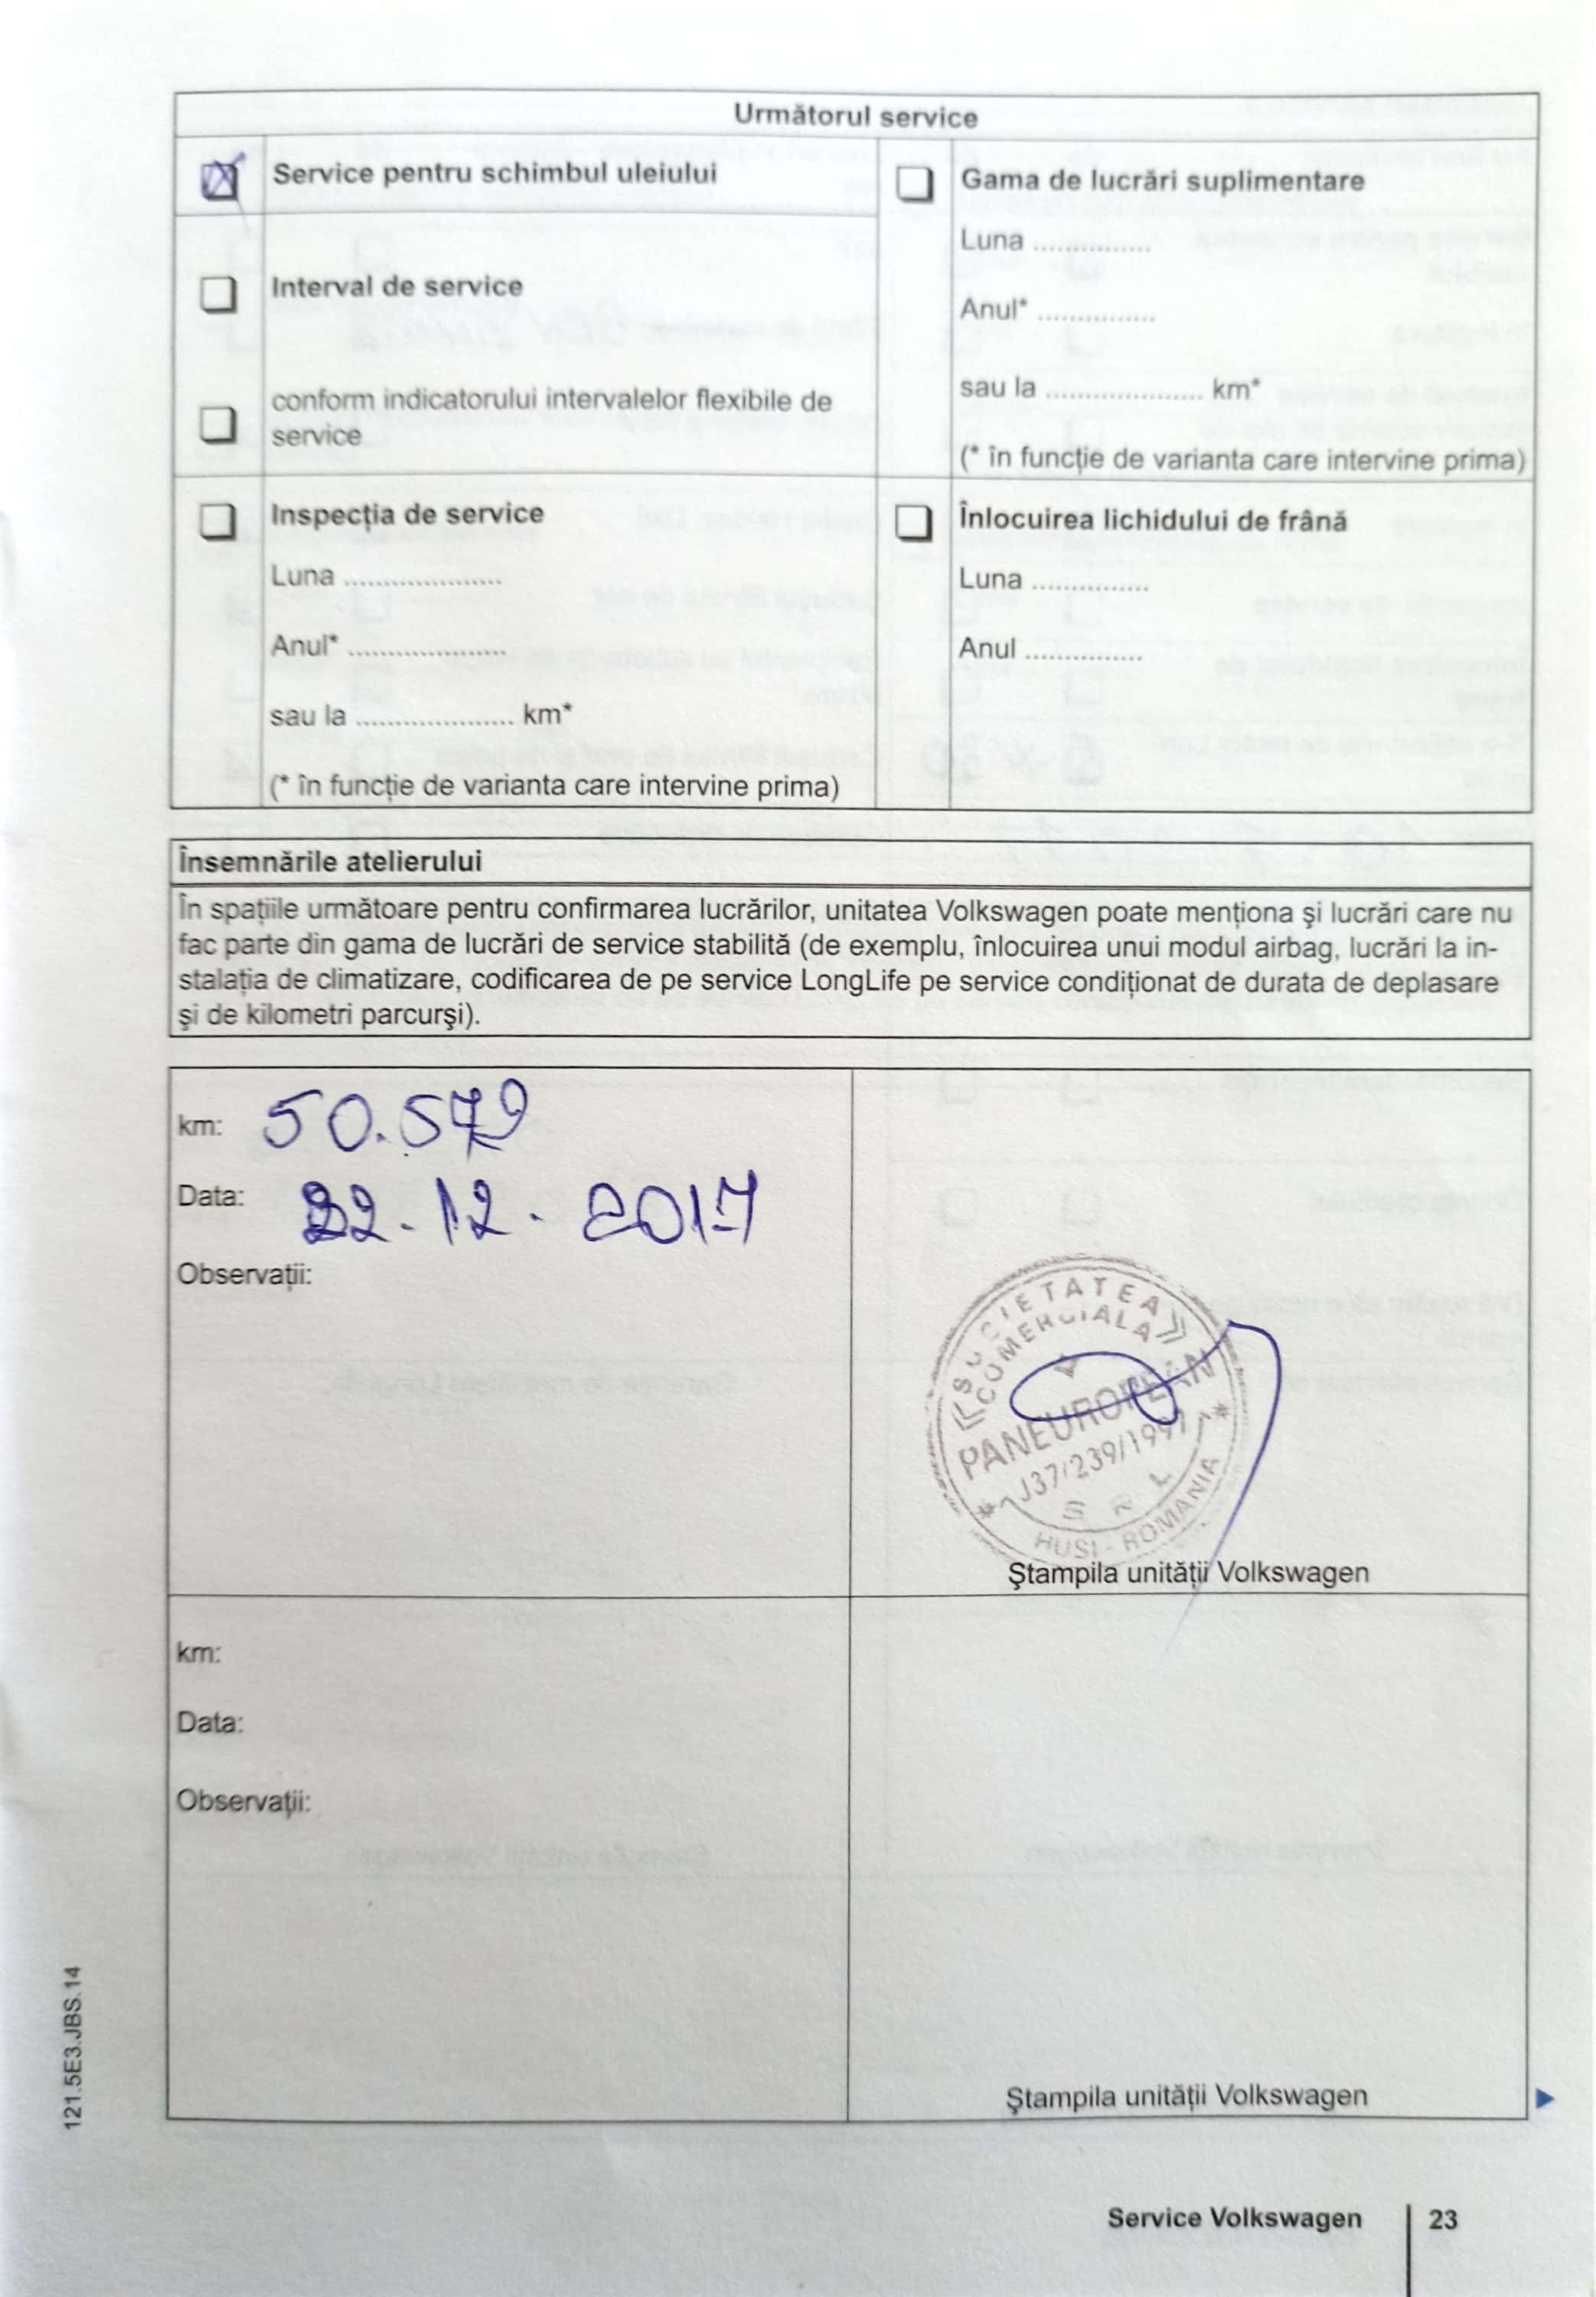 Următorul service
Service pentru schimbul uleiului
Interval de service
conform indicatorului intervalelor flexibile de
service
Gama de lucrări suplimentare
Luna ...............
Anul* ...............
sau la .................... km*
(* în funcție de varianta care intervine prima)
Inspecția de service
Luna ....................
Anul* ....................
sau la .................... km*
(* în funcție de varianta care intervine prima)
Înlocuirea lichidului de frână
Luna ...............
Anul ...............
Însemnările atelierului
În spațiile următoare pentru confirmarea lucrărilor, unitatea Volkswagen poate menționa şi lucrări care nu
fac parte din gama de lucrări de service stabilită (de exemplu, înlocuirea unui modul airbag, lucrări la in-
stalația de climatizare, codificarea de pe service LongLife pe service condiționat de durata de deplasare
şi de kilometri parcurşi).
km: 50.579
Data: 22.12.2017
Observații:
SOCIETATEA
COMERCIALA
PANEUROPEAN
J37/239/1997
S R L
HUSI - ROMANIA
Ştampila unității Volkswagen
km:
Data:
Observații:
Ştampila unității Volkswagen
121.5E3.JBS.14
Service Volkswagen 23